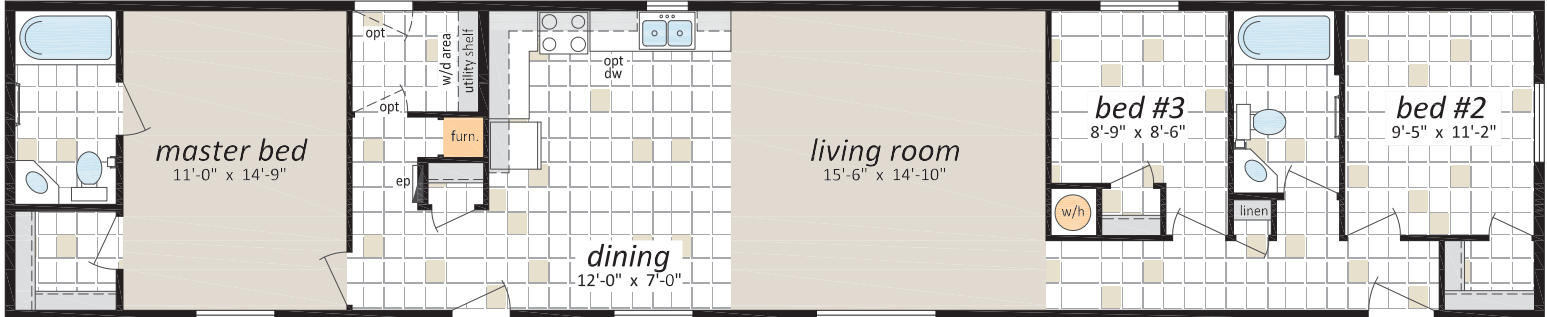 master bed
11'-0" x 14'-9"
opt
opt
w/d area
utility shelf
furn.
ep
opt
dw
dining
12'-0" x 7'-0"
living room
15'-6" x 14'-10"
bed #3
8'-9" x 8'-6"
w/h
linen
bed #2
9'-5" x 11'-2"